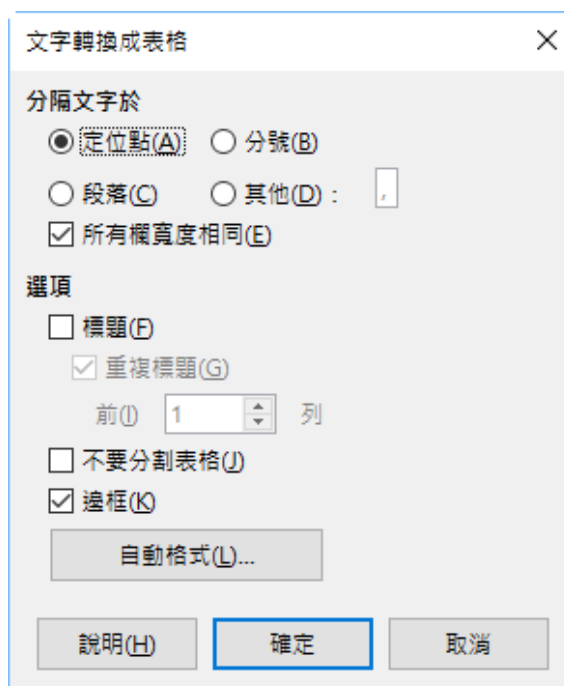 文字轉換成表格
分隔文字於
定位點(A) 分號(B)
段落(C) 其他(D)： ,
所有欄寬度相同(E)
選項
標題(F)
重複標題(G)
前(I) 1 列
不要分割表格(J)
邊框(K)
自動格式(L)...
說明(H) 確定 取消